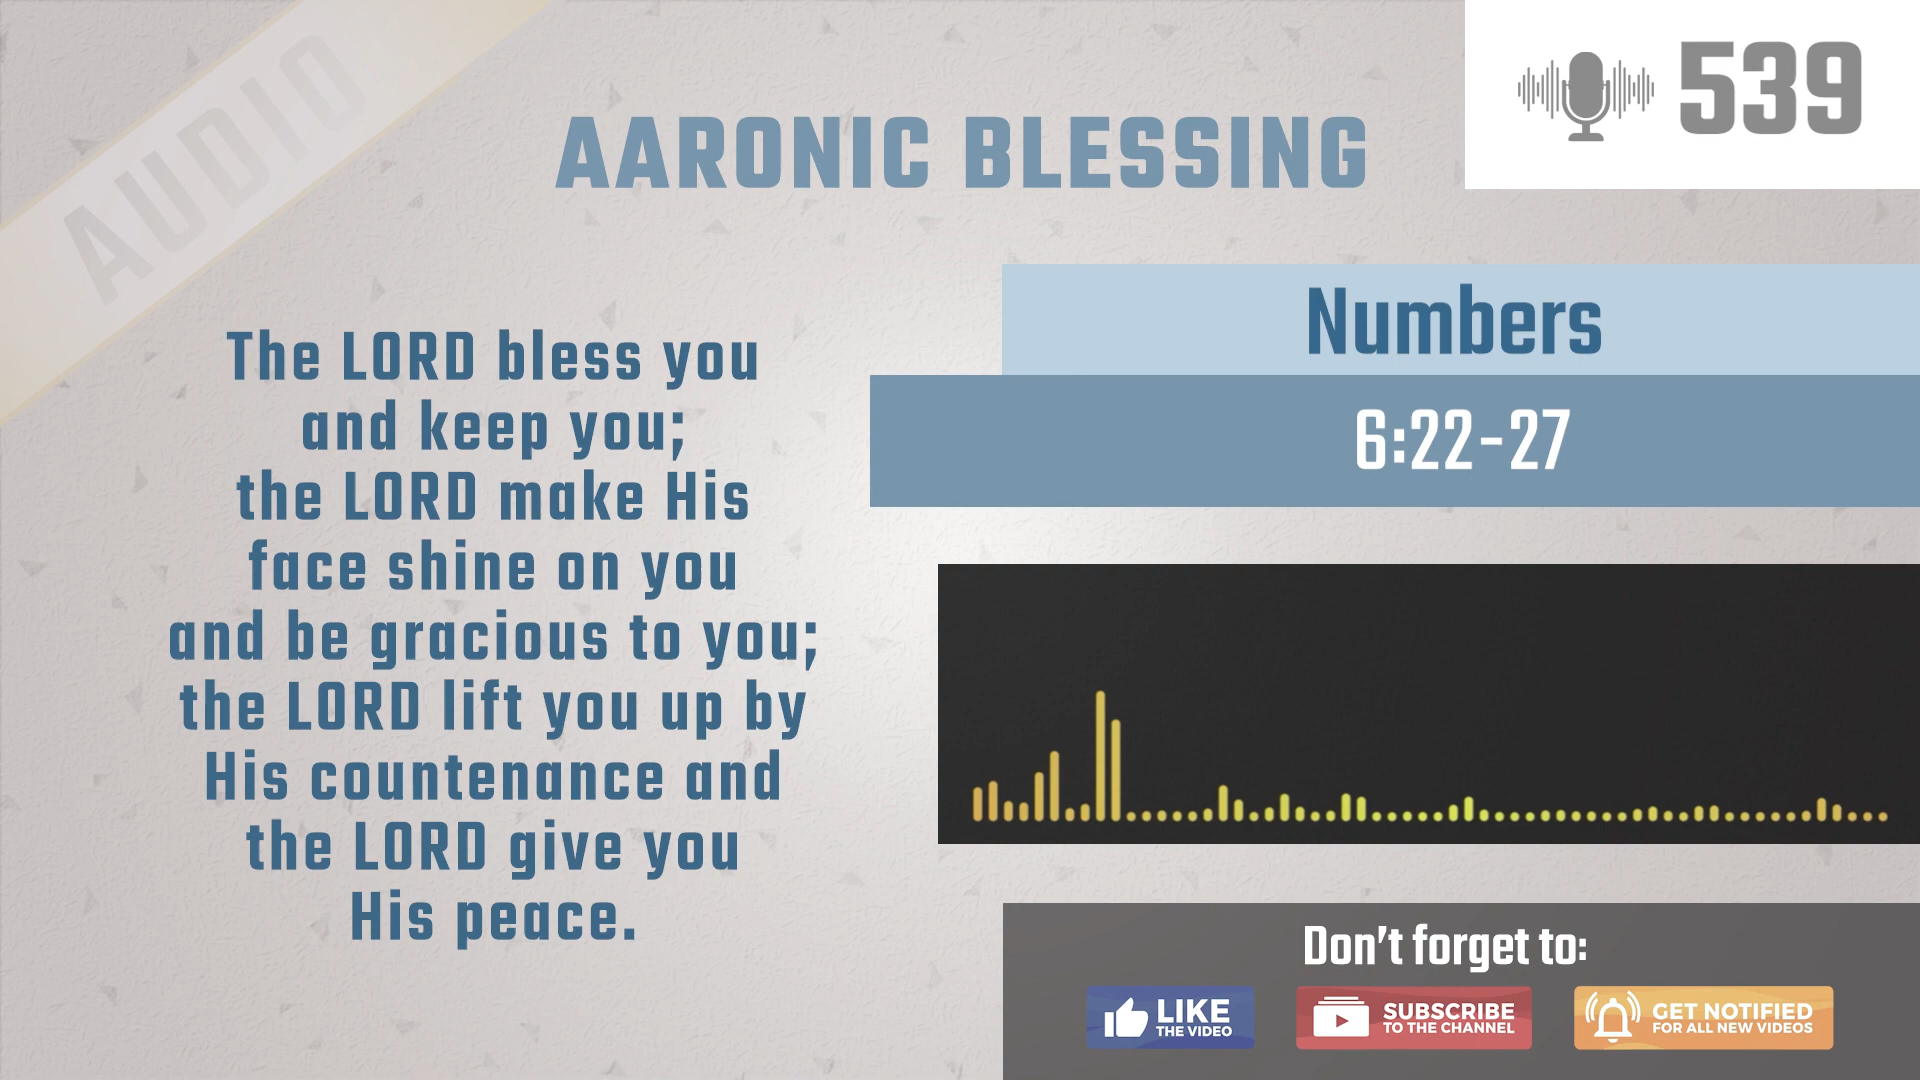 AUDIO
539
AARONIC BLESSING
Numbers
6:22-27
The LORD bless you
and keep you;
the LORD make His
face shine on you
and be gracious to you;
the LORD lift you up by
His countenance and
the LORD give you
His peace.
Don't forget to:
LIKE
THE VIDEO
SUBSCRIBE
TO THE CHANNEL
GET NOTIFIED
FOR ALL NEW VIDEOS